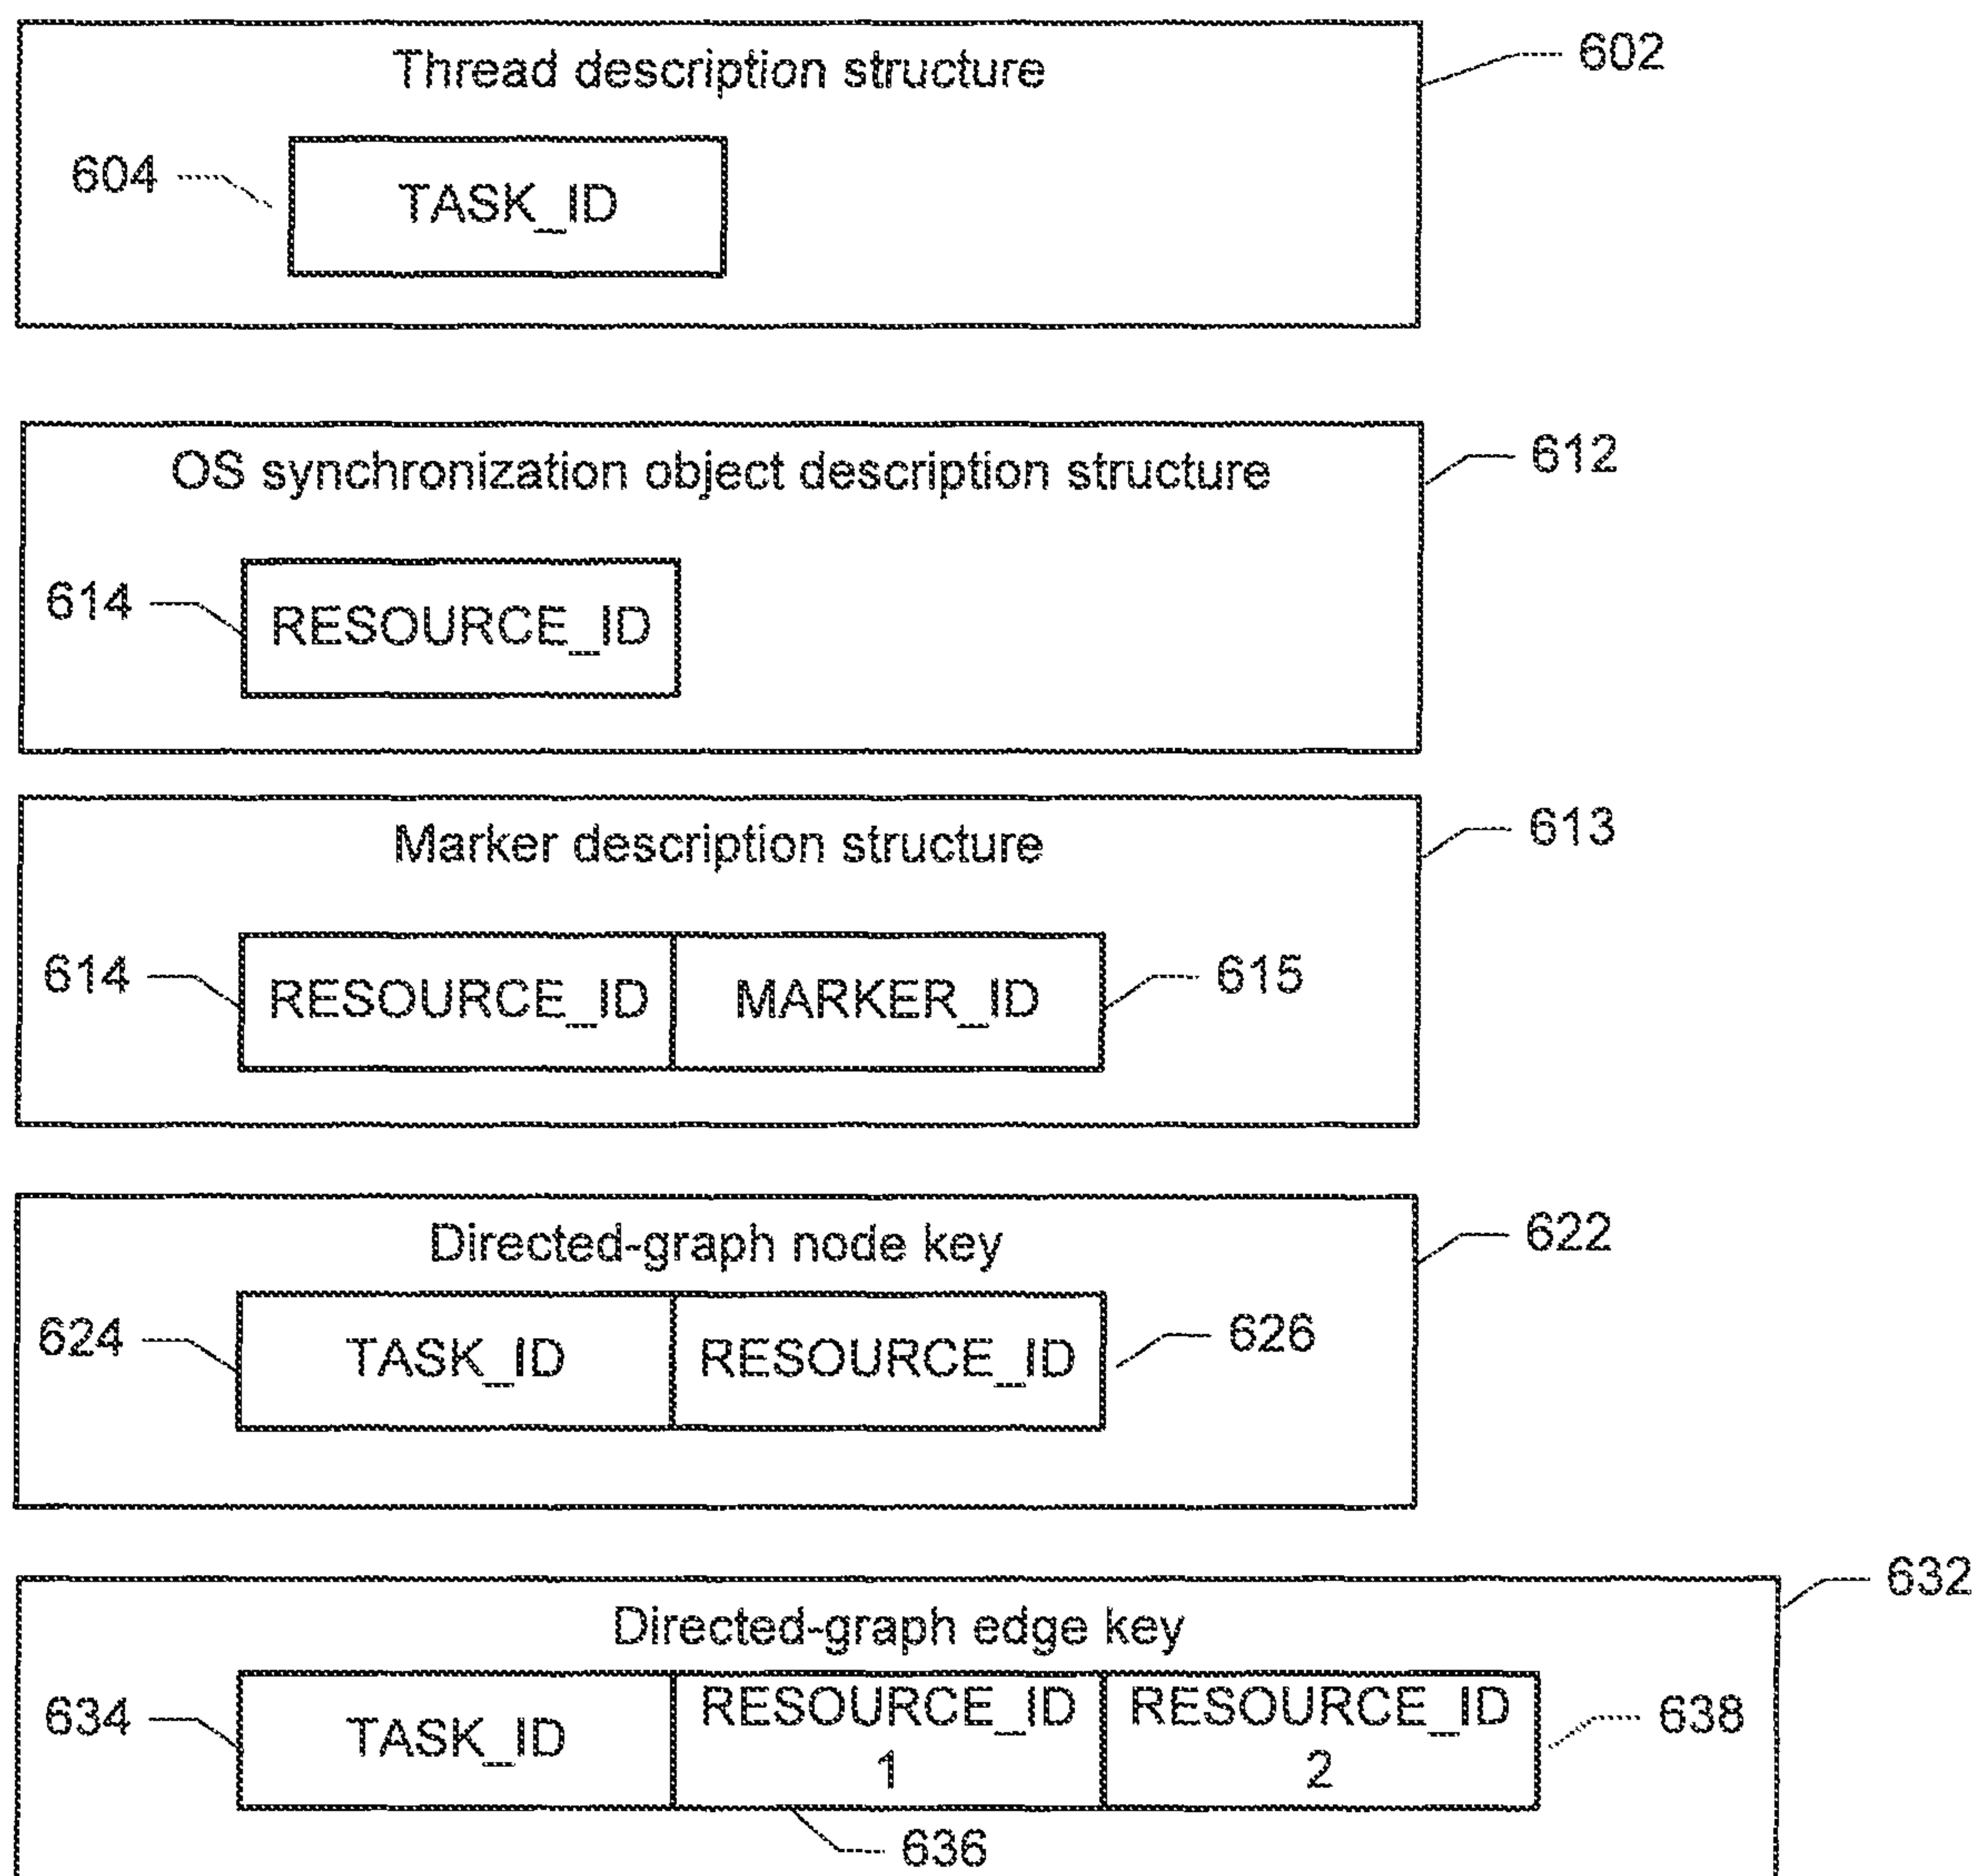 Thread description structure
602
604
TASK_ID
OS synchronization object description structure
612
614
RESOURCE_ID
Marker description structure
613
614
RESOURCE_ID
MARKER_ID
615
Directed-graph node key
622
624
TASK_ID
RESOURCE_ID
626
632
Directed-graph edge key
634
TASK_ID
RESOURCE_ID
1
RESOURCE_ID
2
638
636